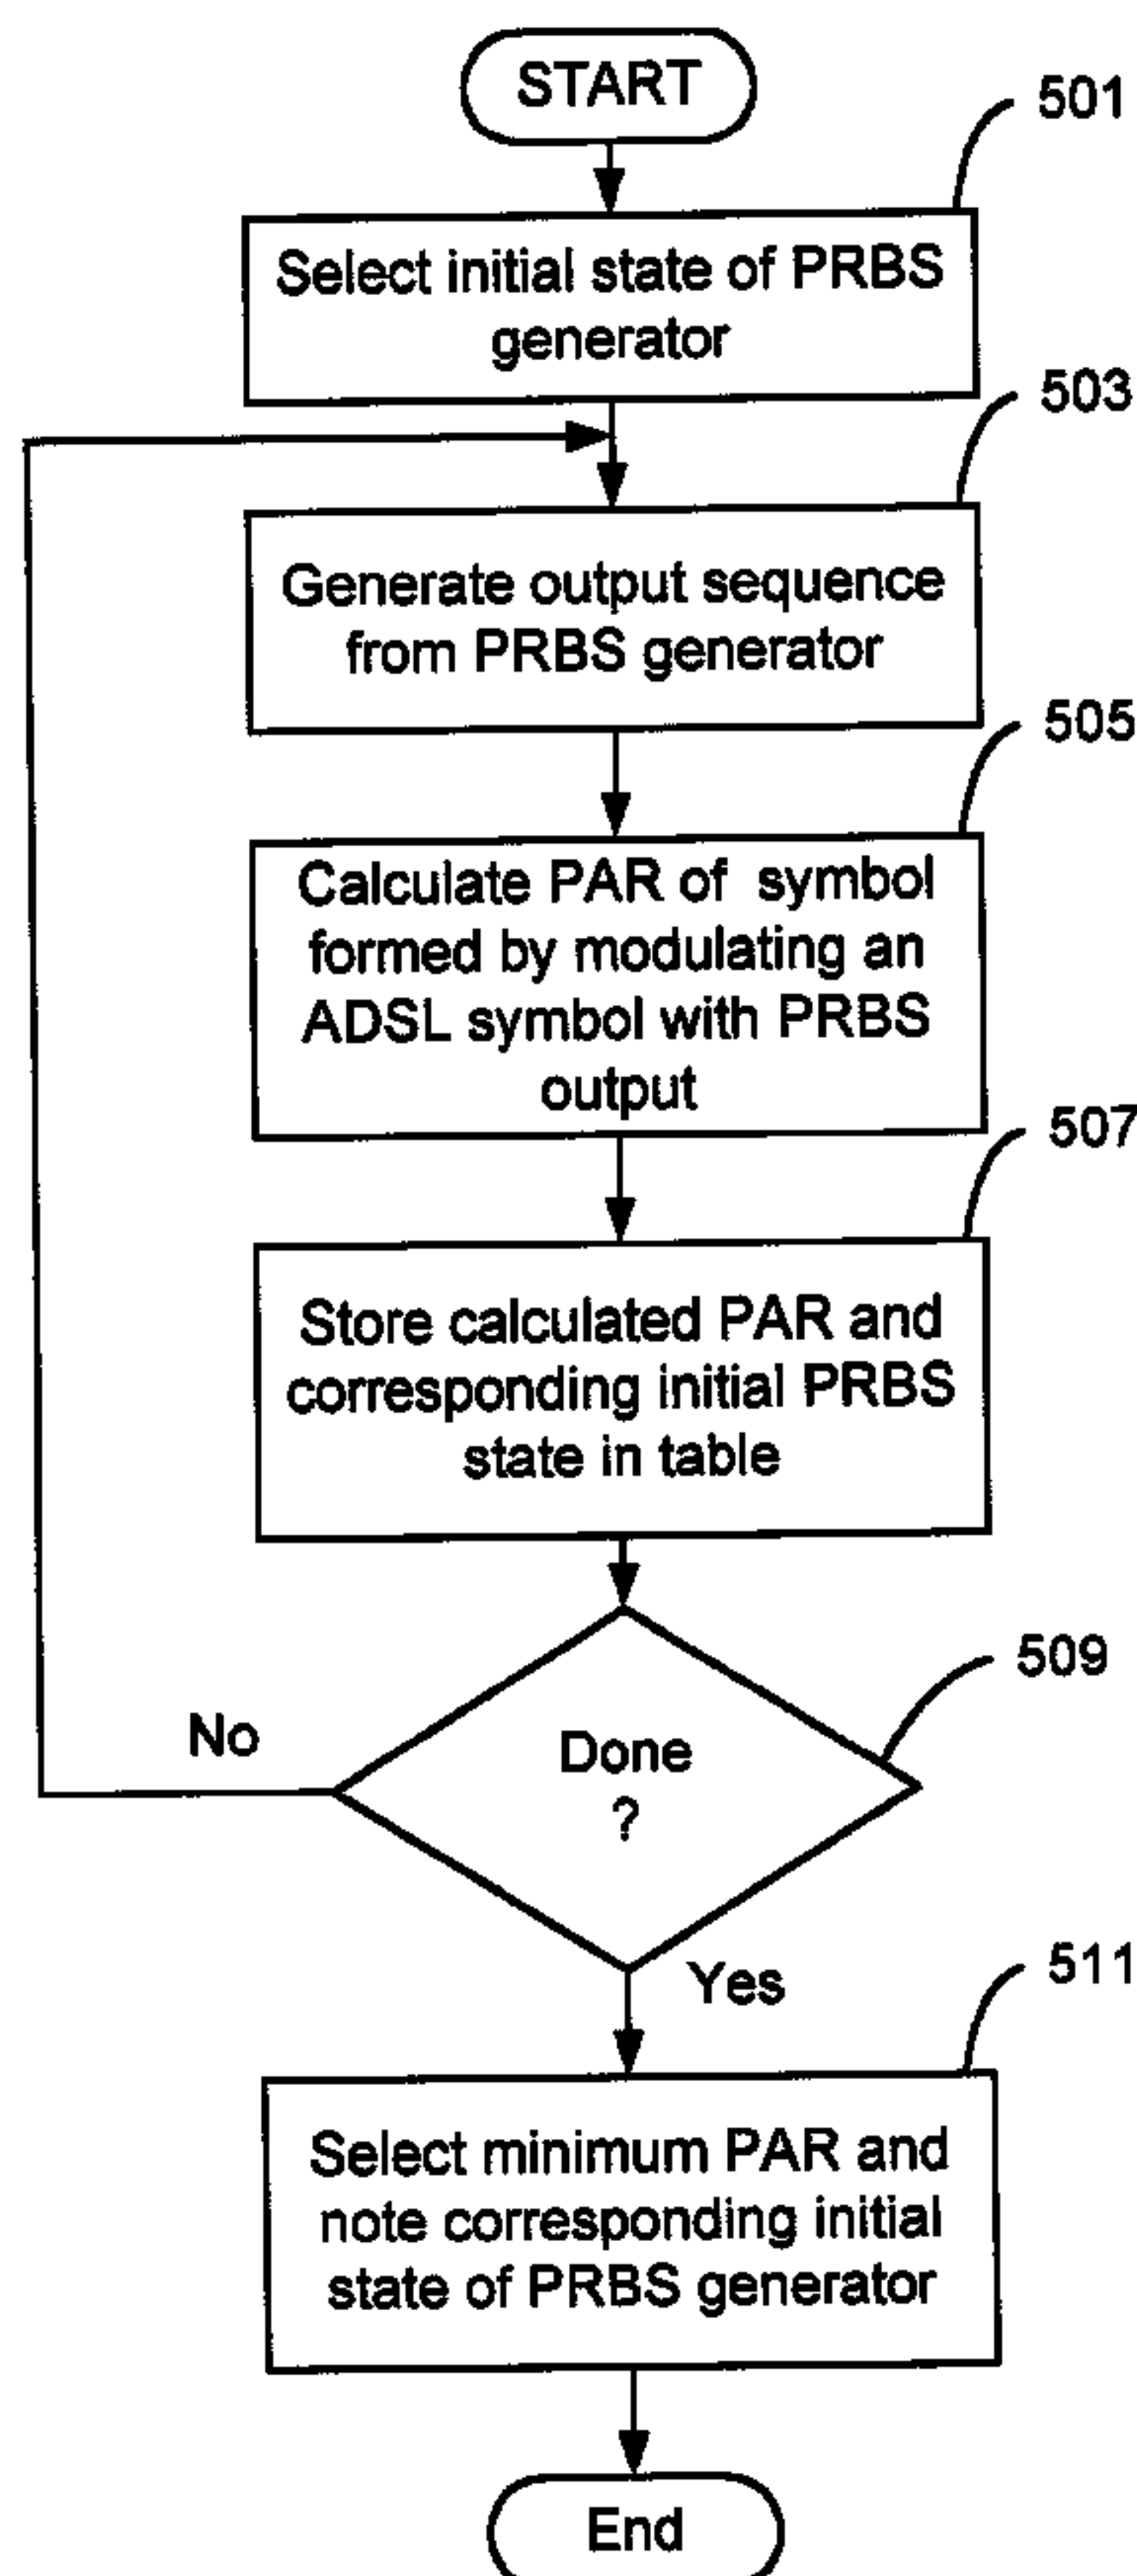 START
501
Select initial state of PRBS
generator
503
Generate output sequence
from PRBS generator
505
Calculate PAR of symbol
formed by modulating an
ADSL symbol with PRBS
output
507
Store calculated PAR and
corresponding initial PRBS
state in table
509
No
Done
?
Yes
511
Select minimum PAR and
note corresponding initial
state of PRBS generator
End